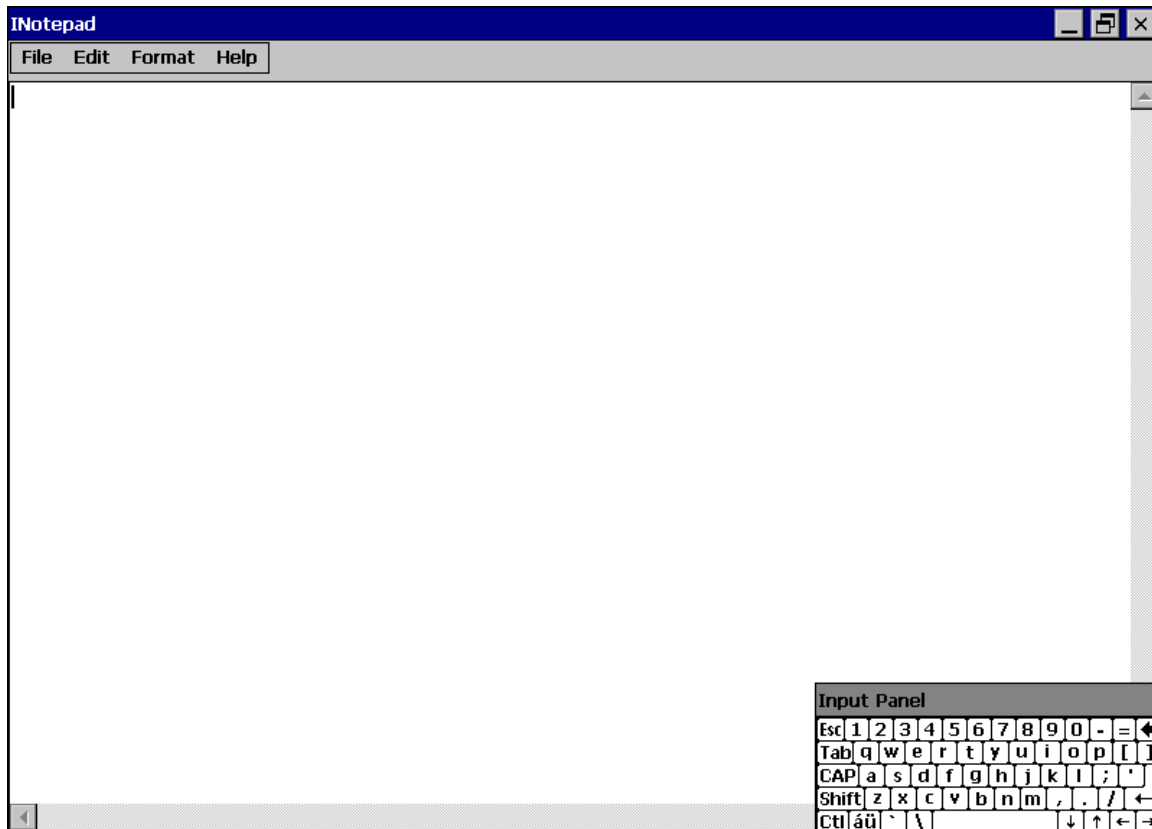 INotepad
File Edit Format Help
Input Panel
Esc 1 2 3 4 5 6 7 8 9 0 - =
Tab q w e r t y u i o p [ ]
CAP a s d f g h j k l ; '
Shift z x c v b n m , . / ←
Ctl áü ` \ ↓ ↑ ← →